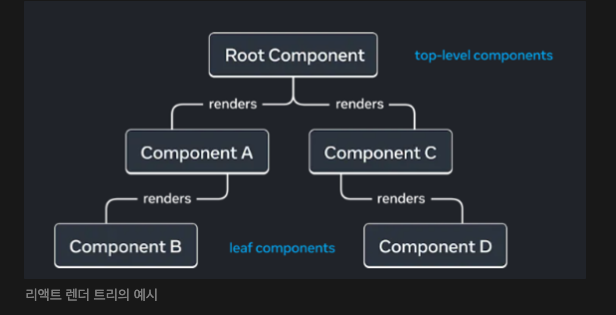 Root Component
top-level components
renders
renders
Component A
Component C
renders
renders
Component B
leaf components
Component D
리액트 렌더 트리의 예시